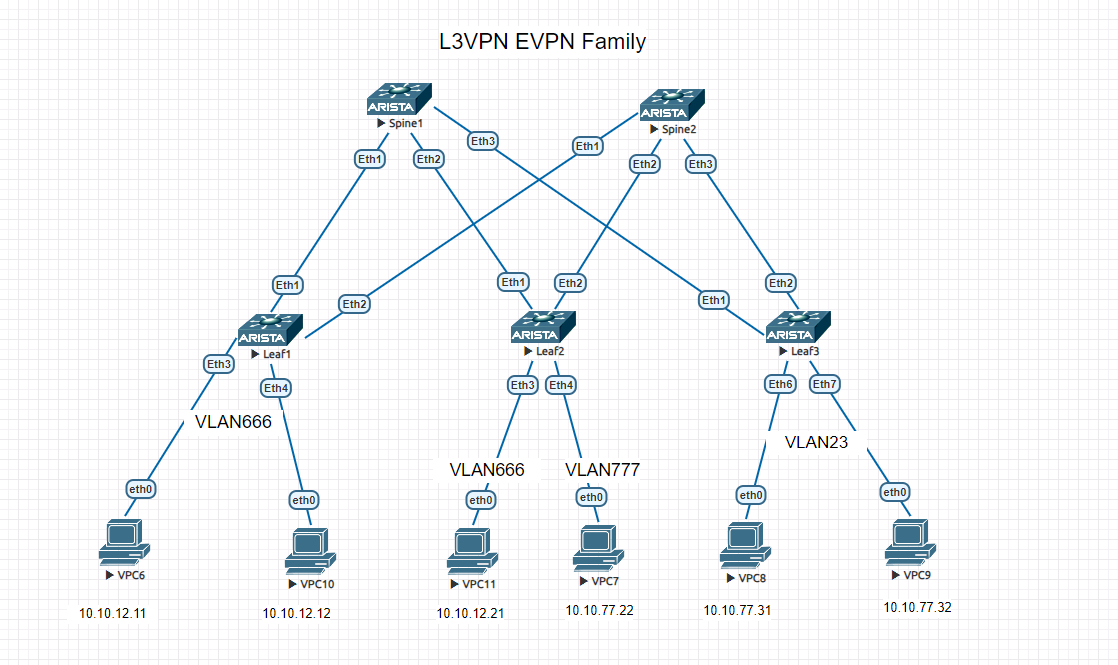 L3VPN EVPN Family
ARISTA
Spine1
ARISTA
Spine2
Eth1
Eth2
Eth3
Eth1
Eth2
Eth3
Eth1
Eth2
Eth1
Eth2
Eth1
Eth2
ARISTA
Leaf1
ARISTA
Leaf2
ARISTA
Leaf3
Eth3
Eth4
Eth3
Eth4
Eth6
Eth7
VLAN666
VLAN666
VLAN777
VLAN23
eth0
eth0
eth0
eth0
eth0
eth0
VPC6
VPC10
VPC11
VPC7
VPC8
VPC9
10.10.12.11
10.10.12.12
10.10.12.21
10.10.77.22
10.10.77.31
10.10.77.32